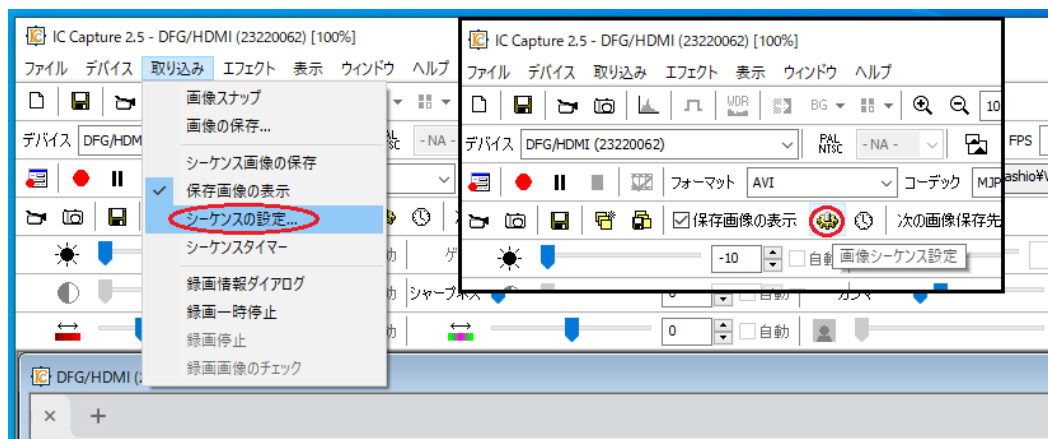 IC Capture 2.5 - DFG/HDMI (23220062) [100%]
ファイル デバイス 取り込み エフェクト 表示 ウィンドウ ヘルプ
デバイス DFG/HDM
- NA -
画像スナップ
画像の保存...
シーケンス画像の保存
保存画像の表示
シーケンスの設定...
シーケンスタイマー
録画情報ダイアログ
録画一時停止
録画停止
録画画像のチェック
IC Capture 2.5 - DFG/HDMI (23220062) [100%]
ファイル デバイス 取り込み エフェクト 表示 ウィンドウ ヘルプ
WDR BG 10
デバイス DFG/HDMI (23220062) PAL NTSC - NA - FPS
フォーマット AVI コーデック MJP
ashio¥
保存画像の表示 次の画像保存先
-10 自動
画像シーケンス設定
シャープネス 0 自動 ガンマ
0 自動
DFG/HDMI (